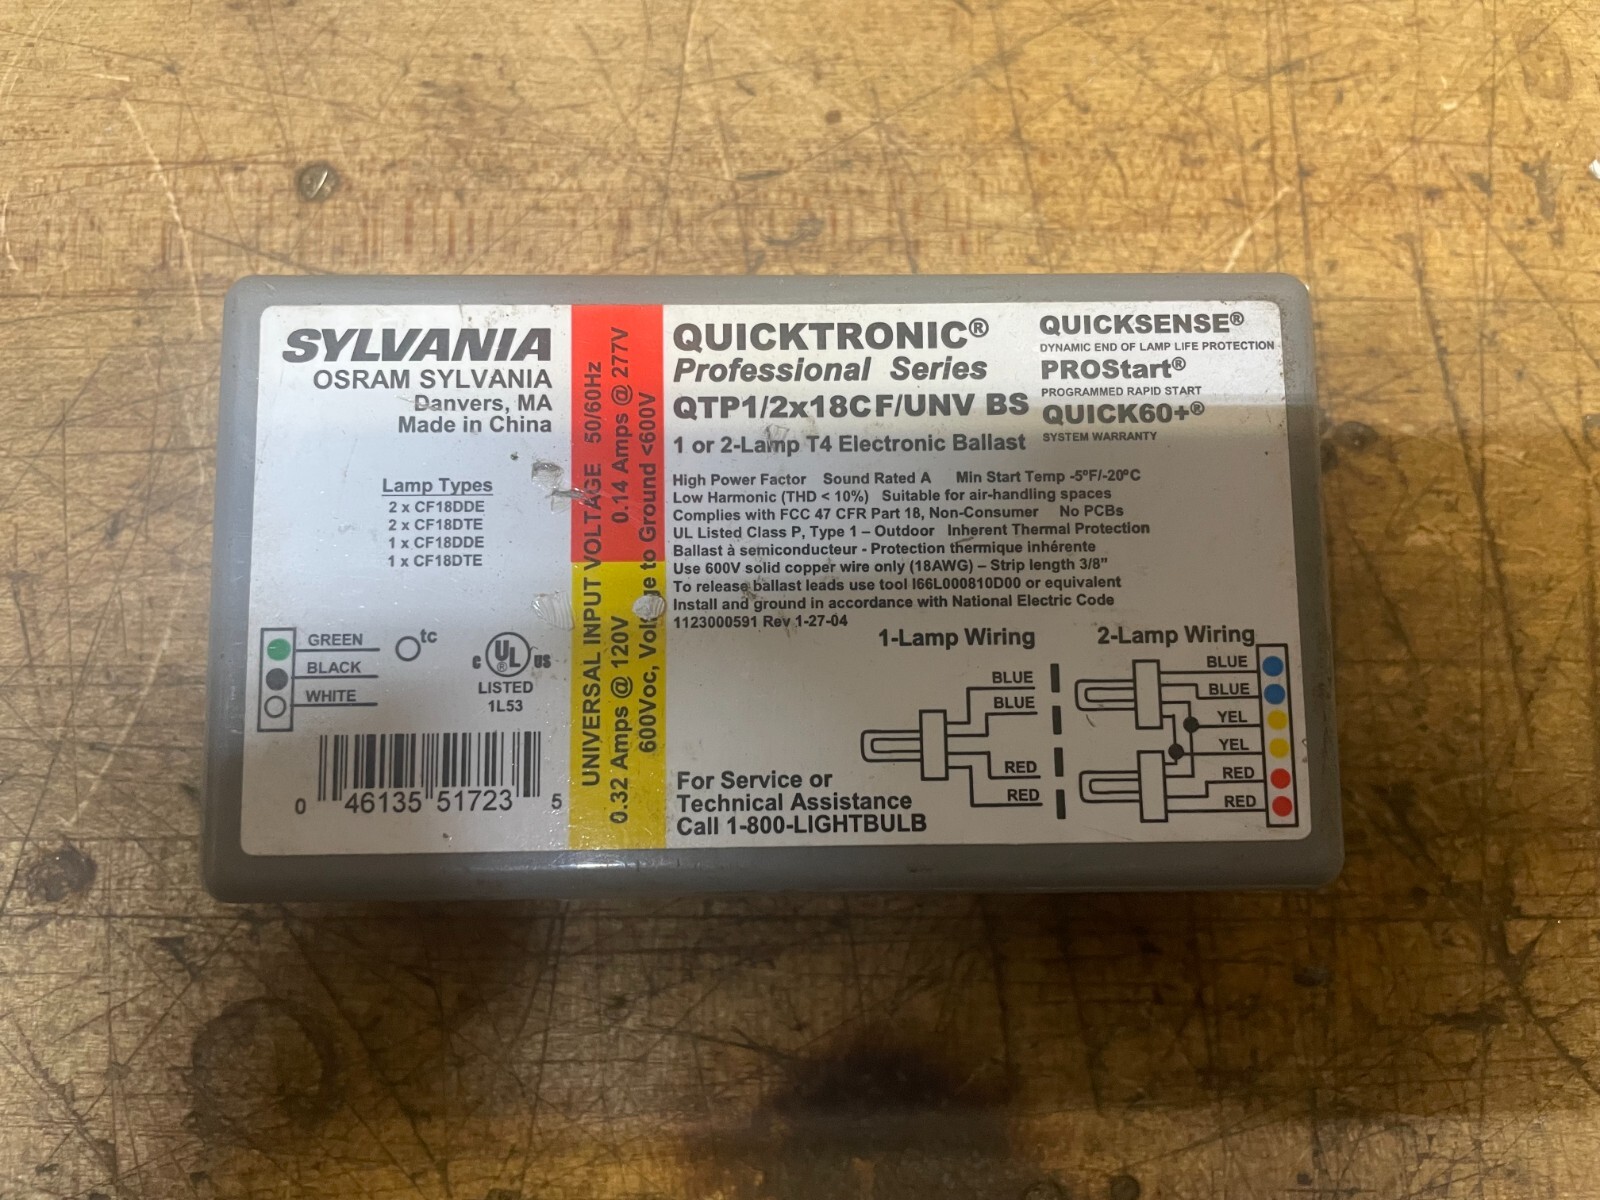 SYLVANIA
OSRAM SYLVANIA
Danvers, MA
Made in China
Lamp Types
2 x CF18DDE
2 x CF18DTE
1 x CF18DDE
1 x CF18DTE
GREEN
BLACK
WHITE
tc
c UL ® US
LISTED
1L53
0 46135 51723 5
UNIVERSAL INPUT VOLTAGE 50/60Hz
0.32 Amps @ 120V 0.14 Amps @ 277V
600Voc, Voltage to Ground <600V
QUICKTRONIC®
Professional Series
QTP1/2x18CF/UNV BS
1 or 2-Lamp T4 Electronic Ballast
QUICKSENSE®
DYNAMIC END OF LAMP LIFE PROTECTION
PROStart®
PROGRAMMED RAPID START
QUICK60+®
SYSTEM WARRANTY
High Power Factor Sound Rated A Min Start Temp -5°F/-20°C
Low Harmonic (THD < 10%) Suitable for air-handling spaces
Complies with FCC 47 CFR Part 18, Non-Consumer No PCBs
UL Listed Class P, Type 1 – Outdoor Inherent Thermal Protection
Ballast à semiconducteur - Protection thermique inhérente
Use 600V solid copper wire only (18AWG) – Strip length 3/8"
To release ballast leads use tool I66L000810D00 or equivalent
Install and ground in accordance with National Electric Code
1123000591 Rev 1-27-04
1-Lamp Wiring
BLUE
BLUE
RED
RED
2-Lamp Wiring
BLUE
BLUE
YEL
YEL
RED
RED
For Service or
Technical Assistance
Call 1-800-LIGHTBULB